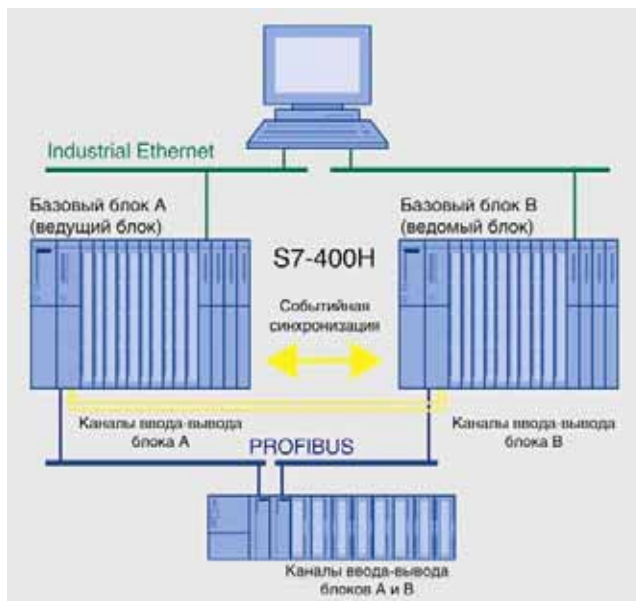 Industrial Ethernet
Базовый блок А
(ведущий блок)
Базовый блок В
(ведомый блок)
S7-400H
Событийная
синхронизация
Каналы ввода-вывода
блока А
Каналы ввода-вывода
блока В
PROFIBUS
Каналы ввода-вывода
блоков А и В